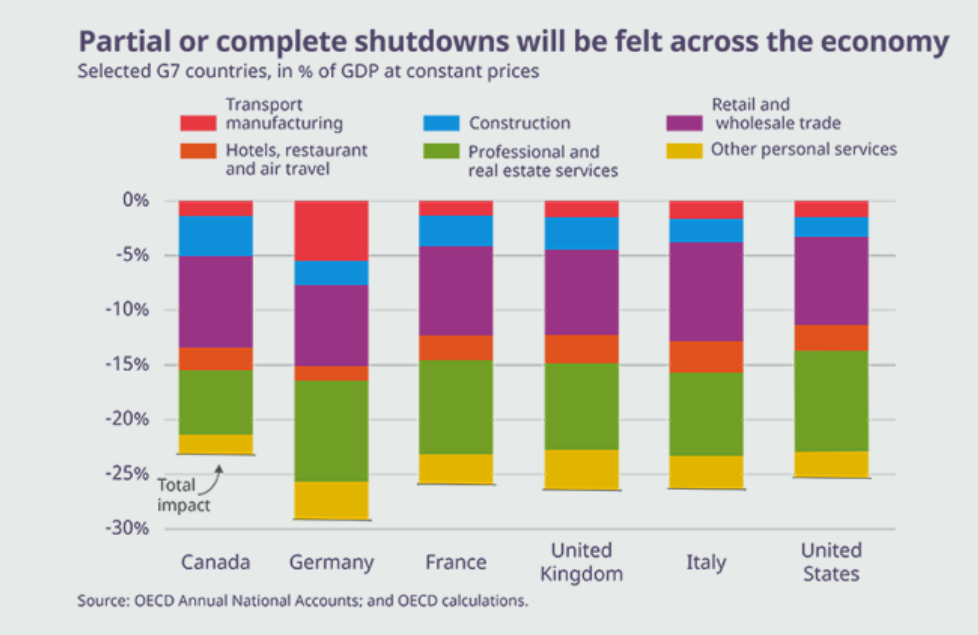 Partial or complete shutdowns will be felt across the economy
Selected G7 countries, in % of GDP at constant prices
Transport
manufacturing
Construction
Retail and
wholesale trade
Hotels, restaurant
and air travel
Professional and
real estate services
Other personal services
0%
-5%
-10%
-15%
-20%
-25%
-30%
Total
impact
Canada
Germany
France
United
Kingdom
Italy
United
States
Source: OECD Annual National Accounts; and OECD calculations.